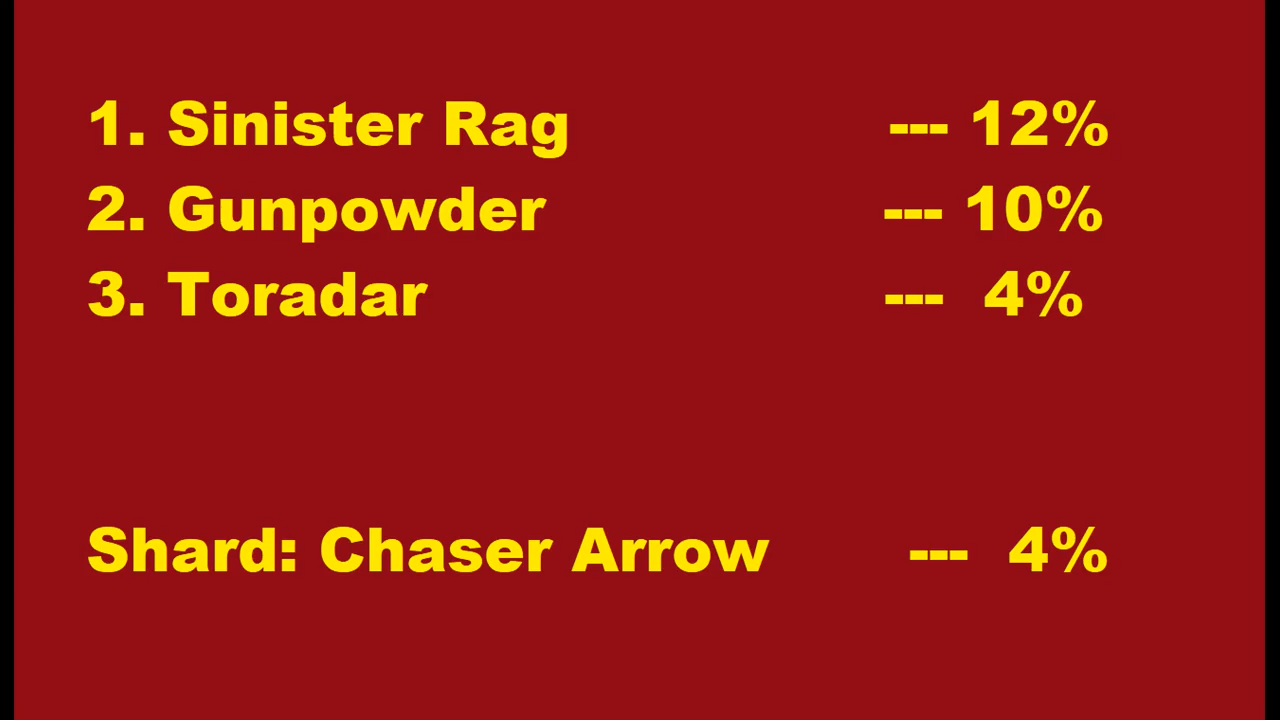 1. Sinister Rag --- 12%
2. Gunpowder --- 10%
3. Toradar --- 4%
Shard: Chaser Arrow --- 4%